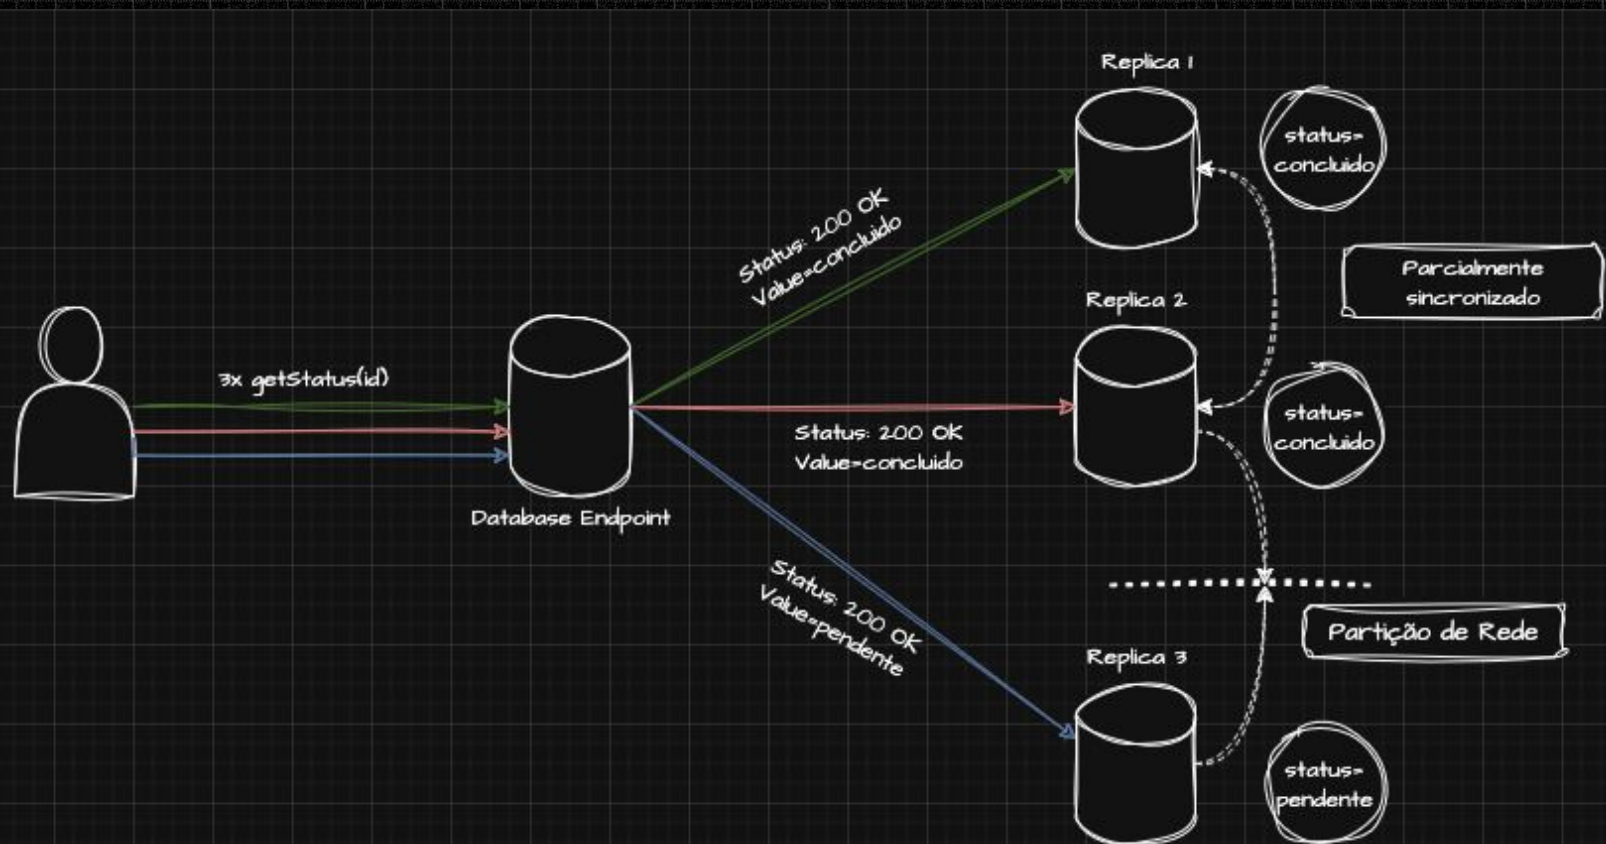 Replica 1
status=
concluido
Status: 200 OK
Value=concluido
Parcialmente
sincronizado
Replica 2
3x getStatus(id)
status=
concluido
Status: 200 OK
Value=concluido
Database Endpoint
Status: 200 OK
Value=pendente
Partição de Rede
Replica 3
status=
pendente